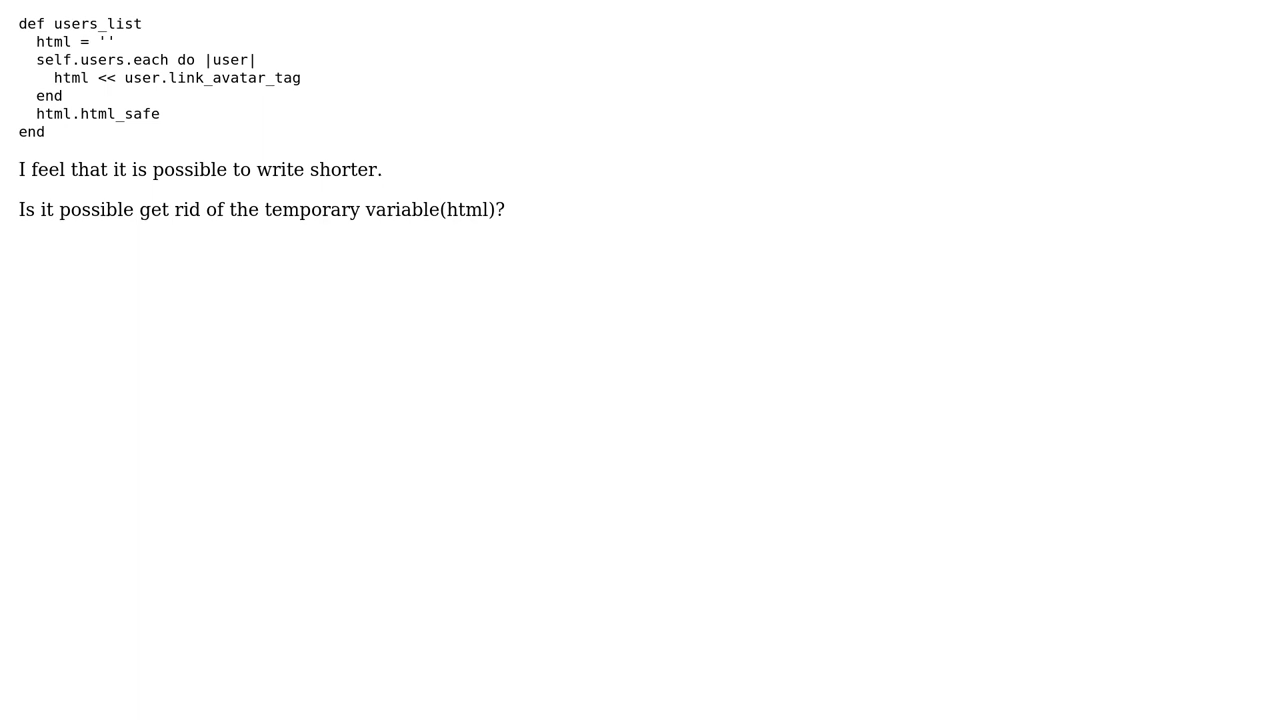 def users_list
  html = ''
  self.users.each do |user|
    html << user.link_avatar_tag
  end
  html.html_safe
end
I feel that it is possible to write shorter.
Is it possible get rid of the temporary variable(html)?